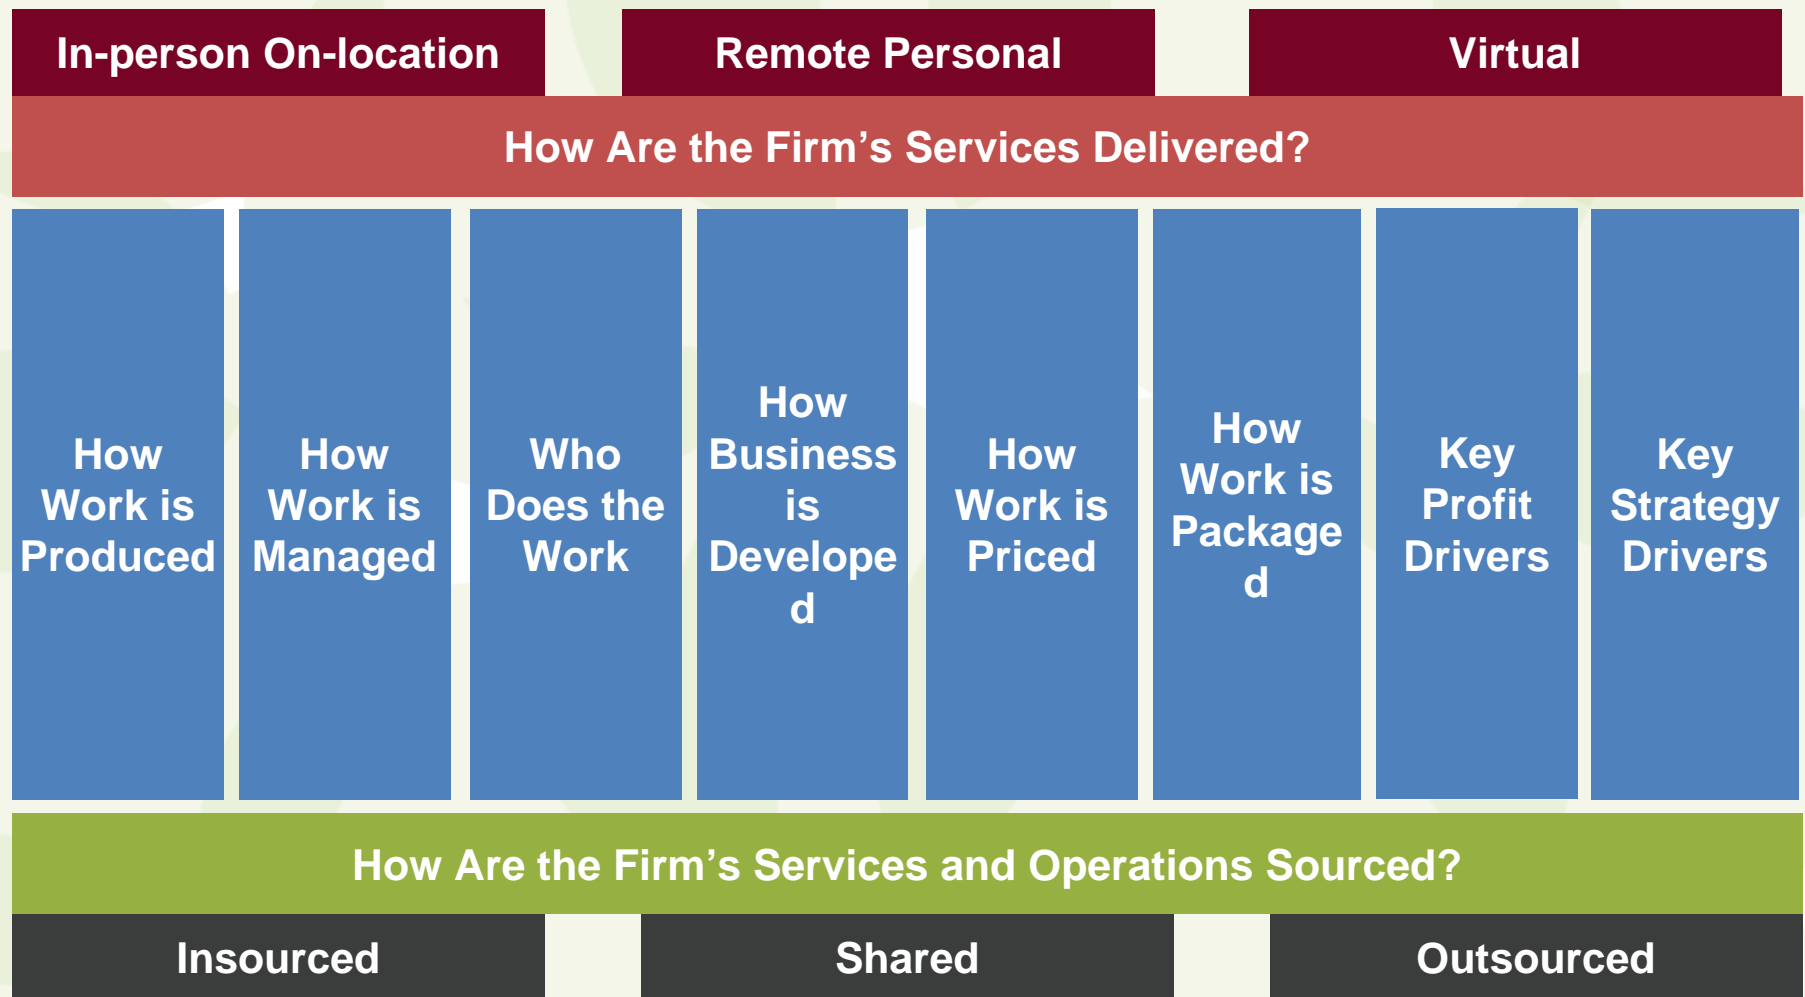 In-person On-location
Remote Personal
Virtual
How Are the Firm’s Services Delivered?
How
Work is
Produced
How
Work is
Managed
Who
Does the
Work
How
Business
is
Develope
d
How
Work is
Priced
How
Work is
Package
d
Key
Profit
Drivers
Key
Strategy
Drivers
How Are the Firm’s Services and Operations Sourced?
Insourced
Shared
Outsourced